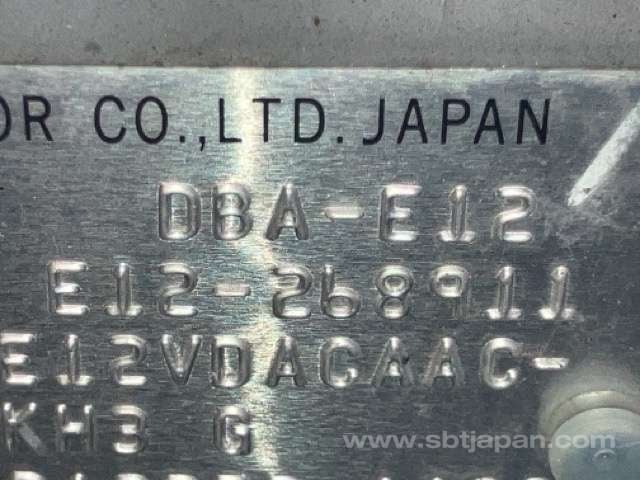 OR CO.,LTD. JAPAN
DBA-E12
E12-268911
E12VDACAAC-
KH3 G
www.sbtjapan.com